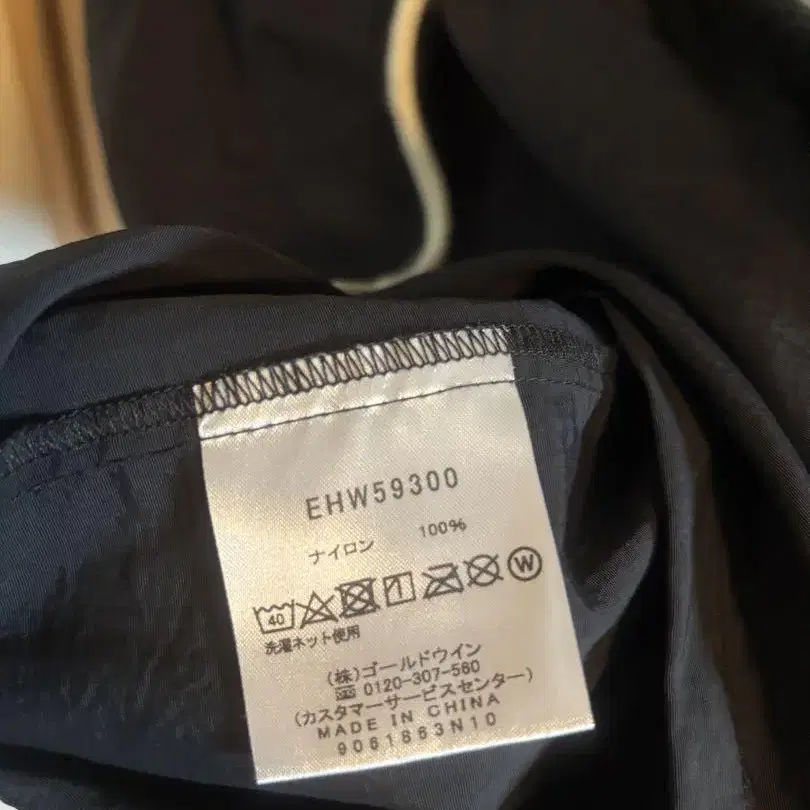 EHW59300
ナイロン 100%
40 1 W
洗濯ネット使用
(株)ゴールドウイン
0120-307-560
(カスタマーサービスセンター)
MADE IN CHINA
9061863N10